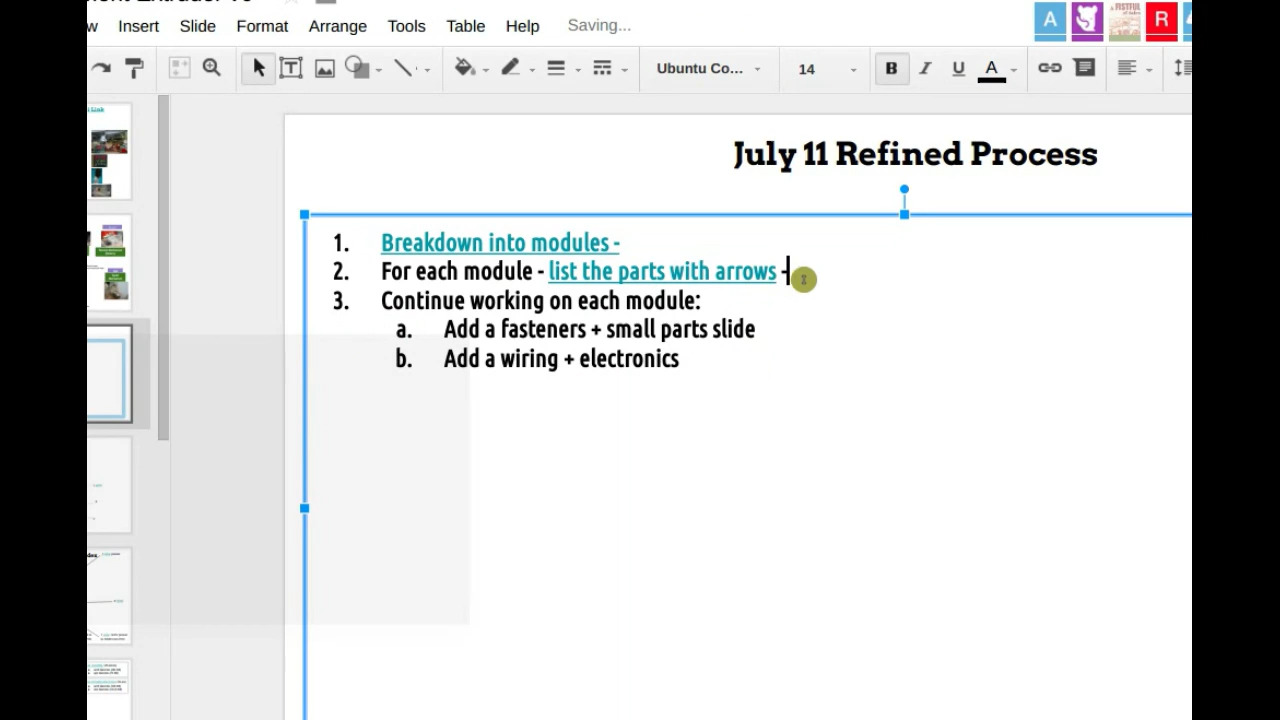 Insert Slide Format Arrange Tools Table Help Saving...
A R A
Ubuntu Co... 14 B I U A
Link
July 11 Refined Process
1. Breakdown into modules -
2. For each module - list the parts with arrows -
3. Continue working on each module:
a. Add a fasteners + small parts slide
b. Add a wiring + electronics